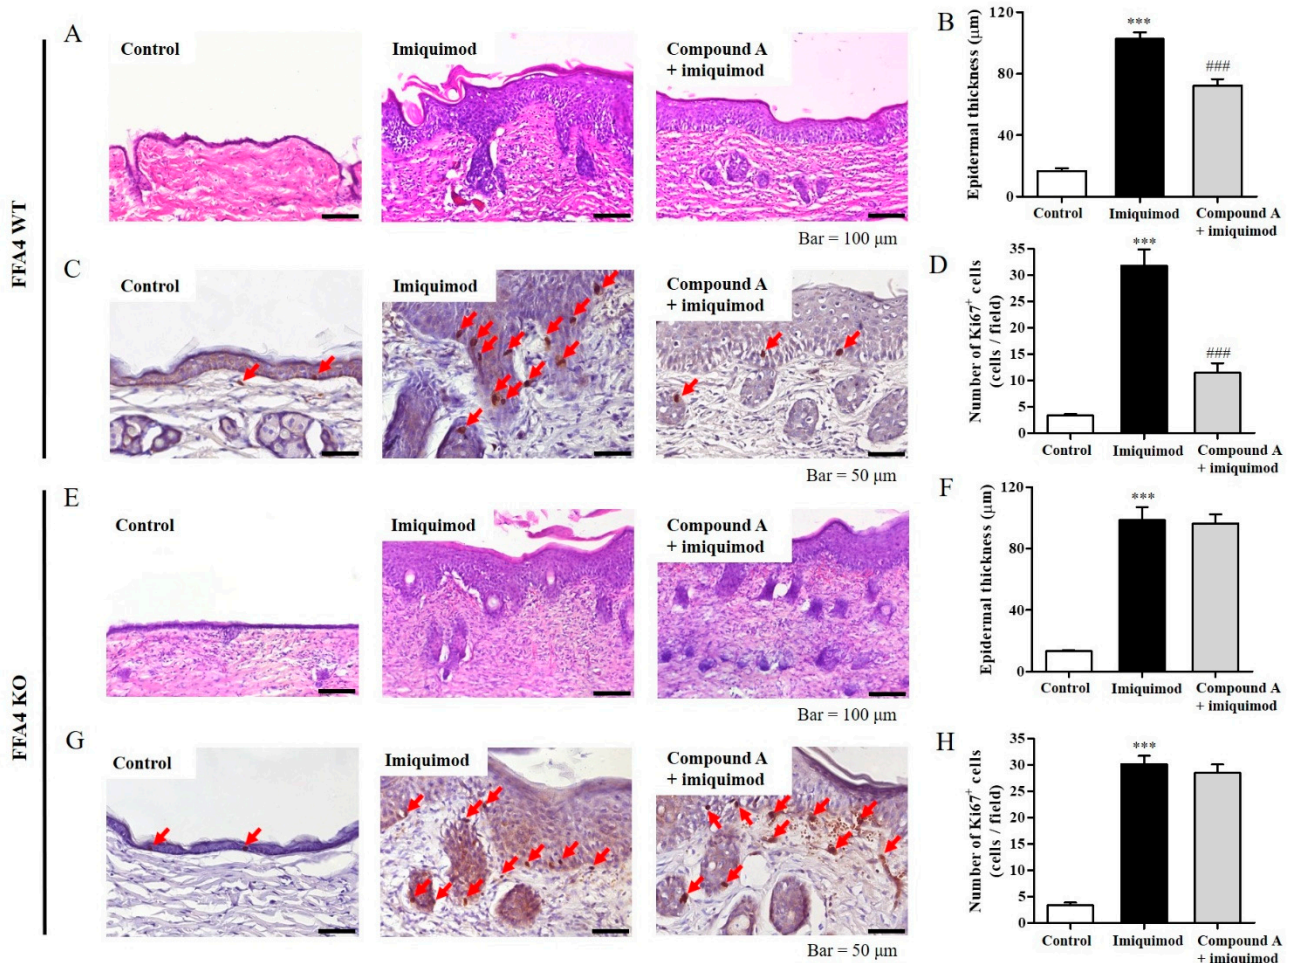 FFA4 WT
A
Control
Imiquimod
Compound A
+ imiquimod
Bar = 100 μm
B
Epidermal thickness (μm)
120
80
40
0
***
###
Control
Imiquimod
Compound A
+ imiquimod
C
Control
Imiquimod
Compound A
+ imiquimod
Bar = 50 μm
D
Number of Ki67⁺ cells
(cells / field)
35
30
25
20
15
10
5
0
***
###
Control
Imiquimod
Compound A
+ imiquimod
FFA4 KO
E
Control
Imiquimod
Compound A
+ imiquimod
Bar = 100 μm
F
Epidermal thickness (μm)
120
80
40
0
***
Control
Imiquimod
Compound A
+ imiquimod
G
Control
Imiquimod
Compound A
+ imiquimod
Bar = 50 μm
H
Number of Ki67⁺ cells
(cells / field)
35
30
25
20
15
10
5
0
***
Control
Imiquimod
Compound A
+ imiquimod